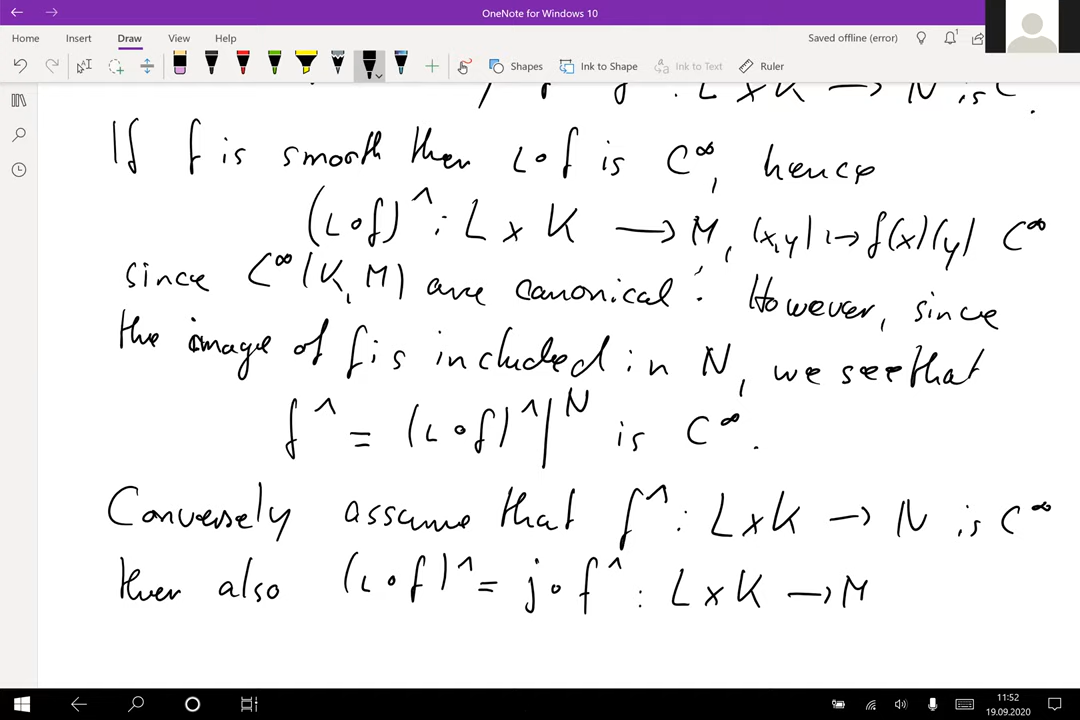 OneNote for Windows 10
Home Insert Draw View Help Saved offline (error)
Shapes Ink to Shape Ink to Text Ruler
: L x K → N is C
If f is smooth then ι∘f is C^∞, hence
(ι∘f)^∧ : L x K → M, (x,y) ↦ f(x)(y) C^∞
since C^∞(K, M) are canonical. However, since
the image of f is included in N, we see that
f^∧ = (ι∘f)^∧|^N is C^∞.
Conversely assume that f^∧ : L x K → N is C^∞
then also (ι∘f)^∧ = j∘f^∧ : L x K → M
11:52
19.09.2020